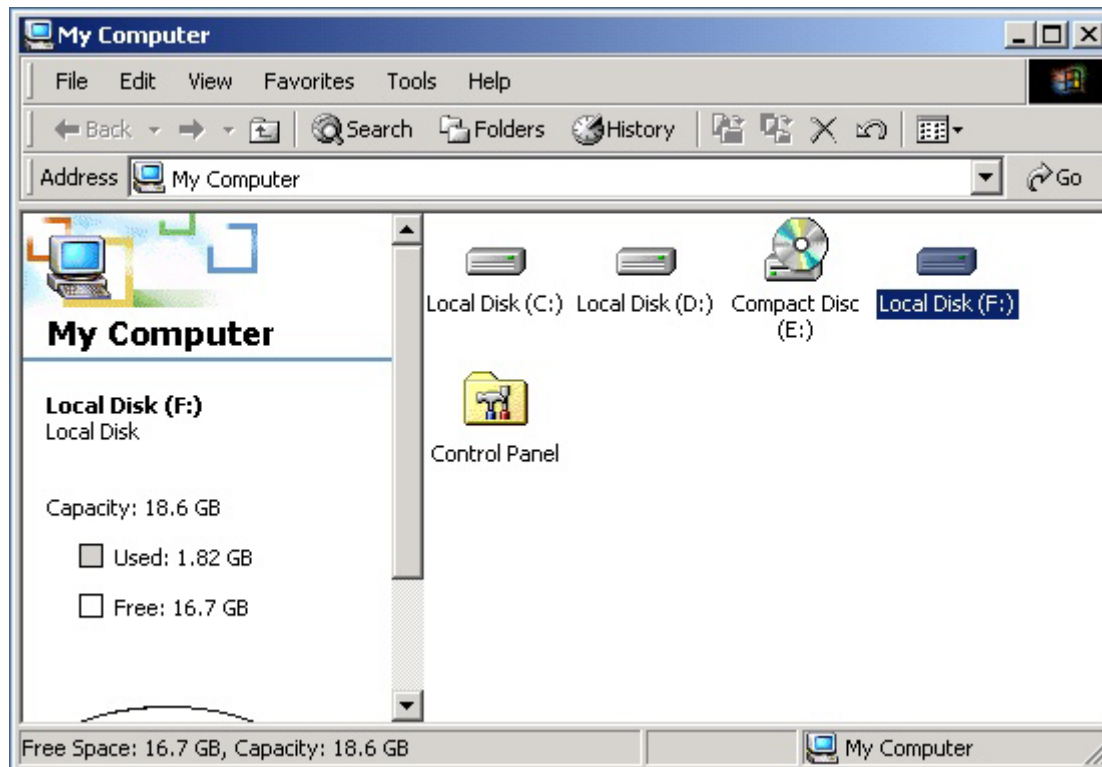 My Computer
File Edit View Favorites Tools Help
Back Search Folders History
Address My Computer Go
My Computer
Local Disk (F:)
Local Disk
Capacity: 18.6 GB
Used: 1.82 GB
Free: 16.7 GB
Local Disk (C:) Local Disk (D:) Compact Disc (E:) Local Disk (F:)
Control Panel
Free Space: 16.7 GB, Capacity: 18.6 GB My Computer